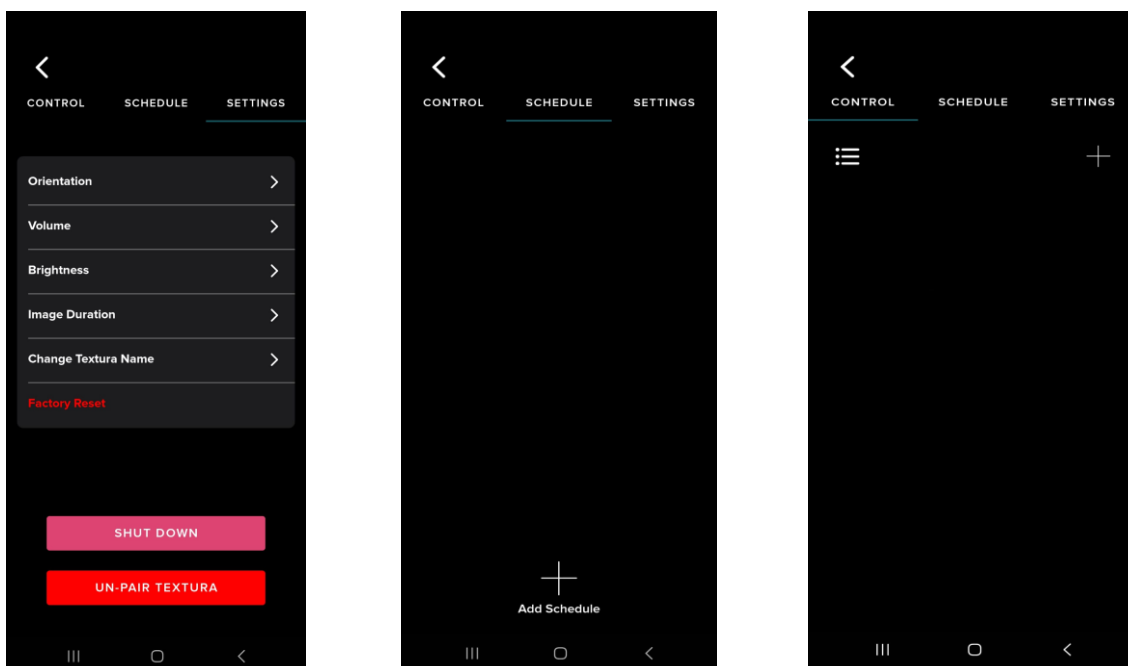 CONTROL SCHEDULE SETTINGS
Orientation
Volume
Brightness
Image Duration
Change Textura Name
Factory Reset
SHUT DOWN
UN-PAIR TEXTURA
CONTROL SCHEDULE SETTINGS
Add Schedule
CONTROL SCHEDULE SETTINGS